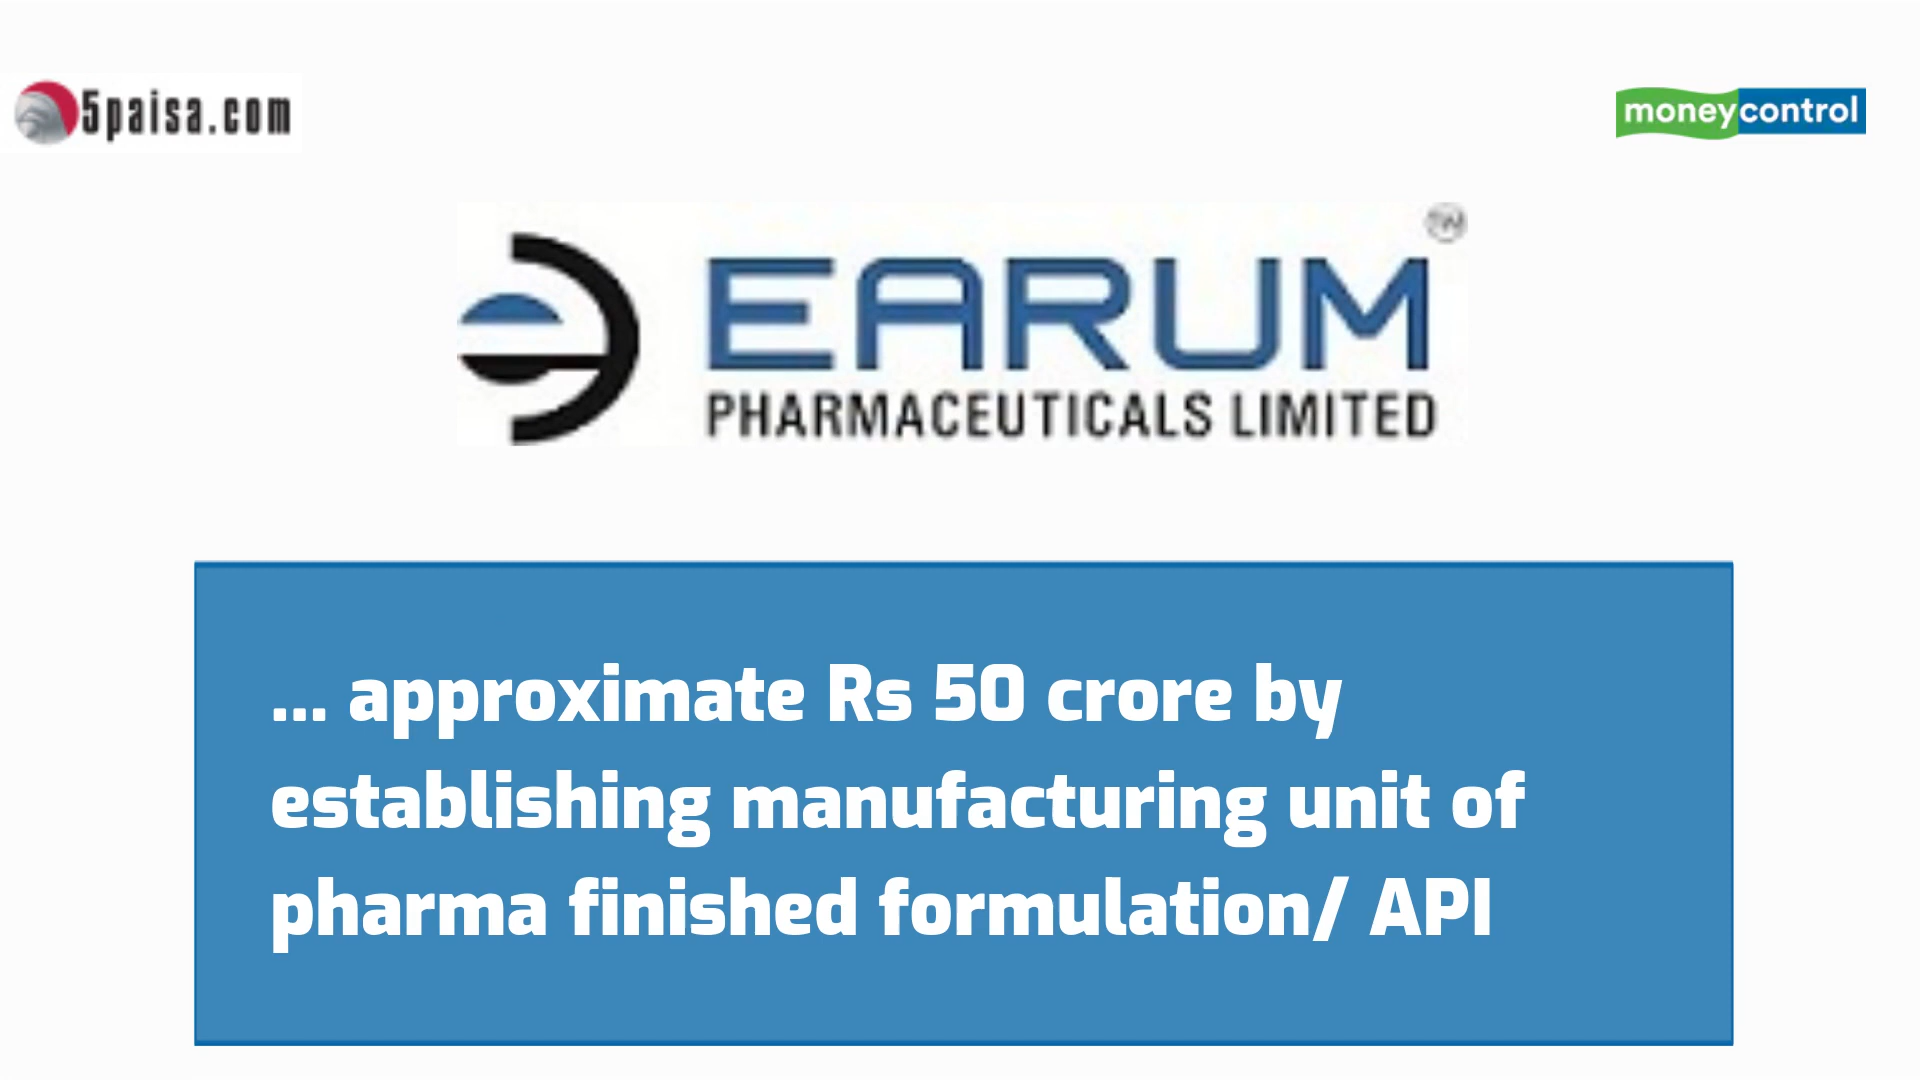 5paisa.com
moneycontrol
EARUM
PHARMACEUTICALS LIMITED
... approximate Rs 50 crore by
establishing manufacturing unit of
pharma finished formulation/ API